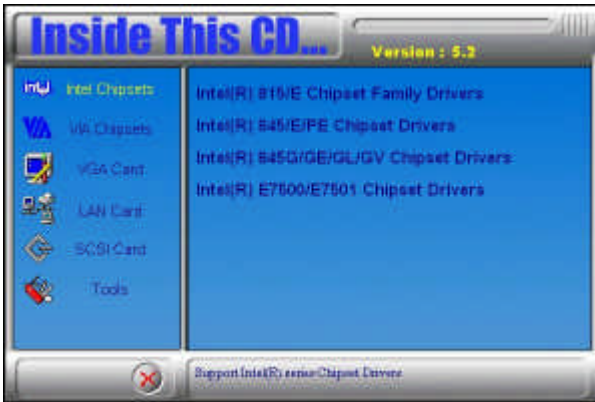 Inside This CD...
Version : 5.2
intel Intel Chipsets
VIA VIA Chipsets
VGA Card
LAN Card
SCSI Card
Tools
Intel(R) 815/E Chipset Family Drivers
Intel(R) 845/E/PE Chipset Drivers
Intel(R) 845G/GE/GL/GV Chipset Drivers
Intel(R) E7500/E7501 Chipset Drivers
Support Intel(R) series Chipset Drivers